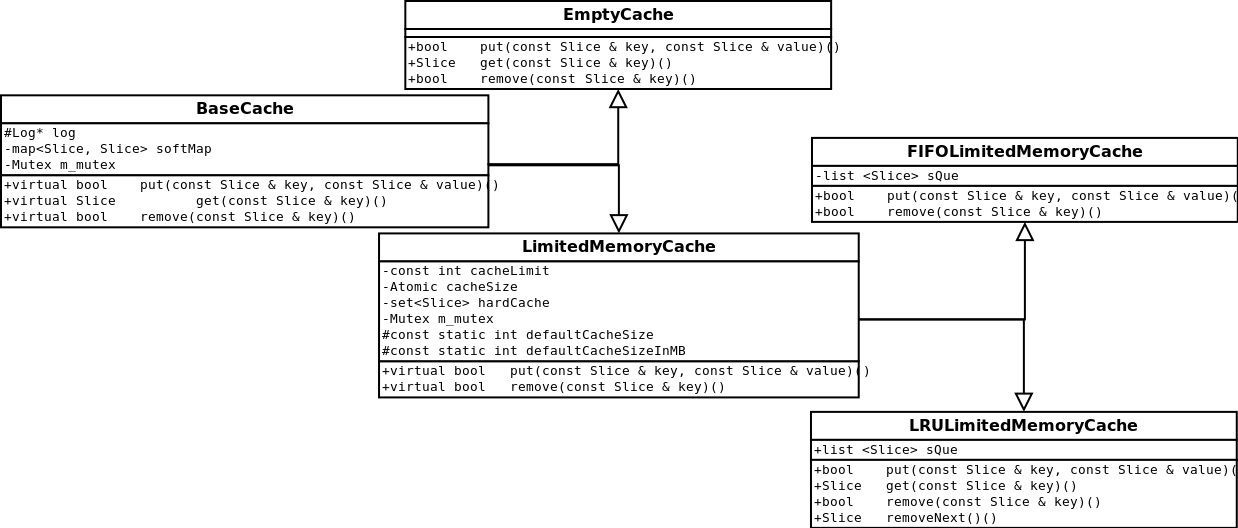 EmptyCache
+bool put(const Slice & key, const Slice & value)()
+Slice get(const Slice & key)()
+bool remove(const Slice & key)()
BaseCache
#Log* log
-map<Slice, Slice> softMap
-Mutex m_mutex
+virtual bool put(const Slice & key, const Slice & value)()
+virtual Slice get(const Slice & key)()
+virtual bool remove(const Slice & key)()
FIFOLimitedMemoryCache
-list <Slice> sQue
+bool put(const Slice & key, const Slice & value)(
+bool remove(const Slice & key)()
LimitedMemoryCache
-const int cacheLimit
-Atomic cacheSize
-set<Slice> hardCache
-Mutex m_mutex
#const static int defaultCacheSize
#const static int defaultCacheSizeInMB
+virtual bool put(const Slice & key, const Slice & value)()
+virtual bool remove(const Slice & key)()
LRULimitedMemoryCache
+list <Slice> sQue
+bool put(const Slice & key, const Slice & value)(
+Slice get(const Slice & key)()
+bool remove(const Slice & key)()
+Slice removeNext()()